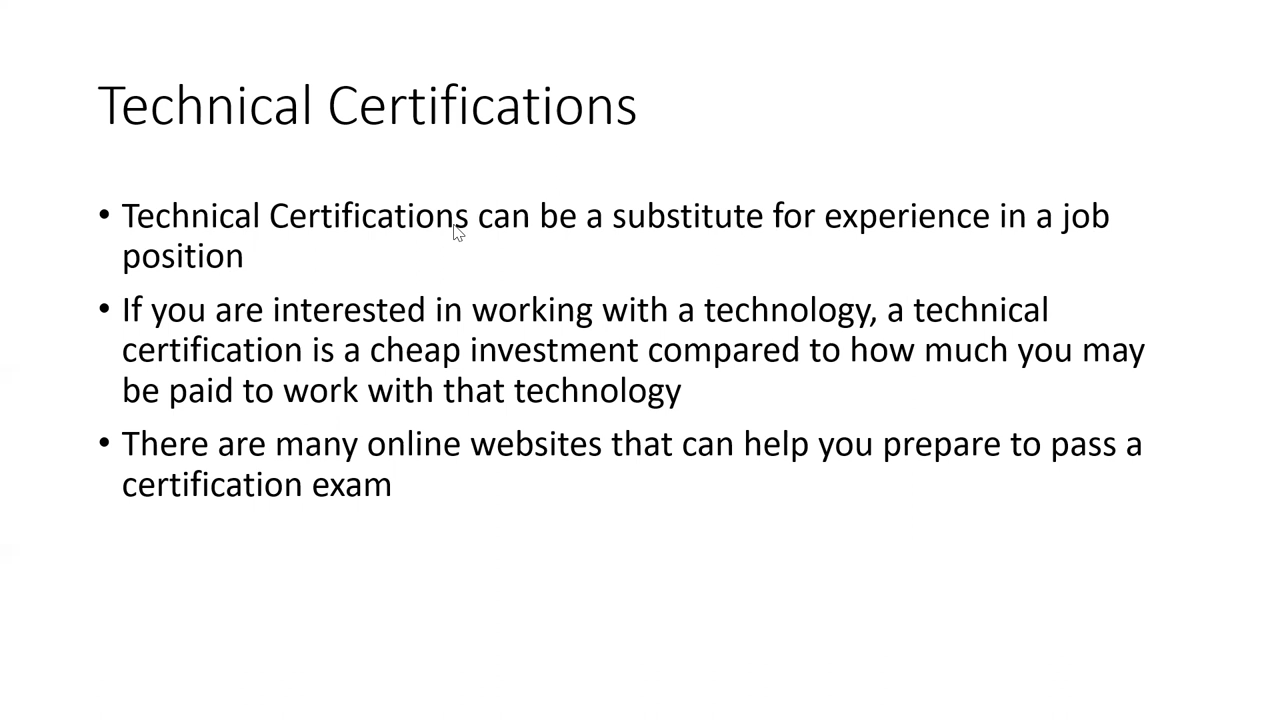 Technical Certifications
• Technical Certifications can be a substitute for experience in a job
position
• If you are interested in working with a technology, a technical
certification is a cheap investment compared to how much you may
be paid to work with that technology
• There are many online websites that can help you prepare to pass a
certification exam